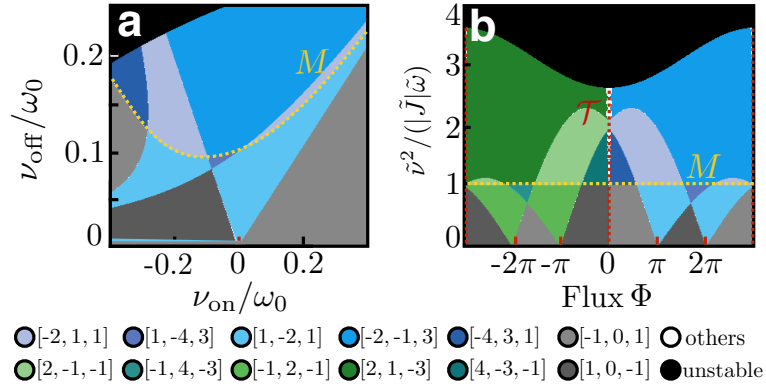 a
b
0.2
0.1
0
ν_off/ω_0
M
-0.2 0 0.2
ν_on/ω_0
4
3
2
1
0
ν̃²/(|J̃|ω̃)
𝒯
M
-2π -π 0 π 2π
Flux Φ
[-2, 1, 1] [1, -4, 3] [1, -2, 1] [-2, -1, 3] [-4, 3, 1] [-1, 0, 1] others
[2, -1, -1] [-1, 4, -3] [-1, 2, -1] [2, 1, -3] [4, -3, -1] [1, 0, -1] unstable